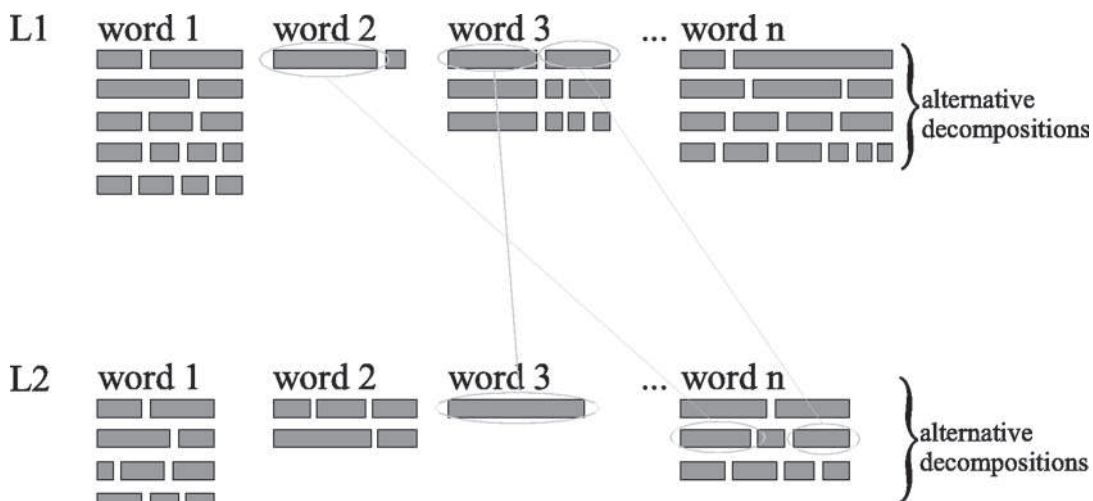 L1 word 1 word 2 word 3 ... word n
alternative
decompositions
L2 word 1 word 2 word 3 ... word n
alternative
decompositions